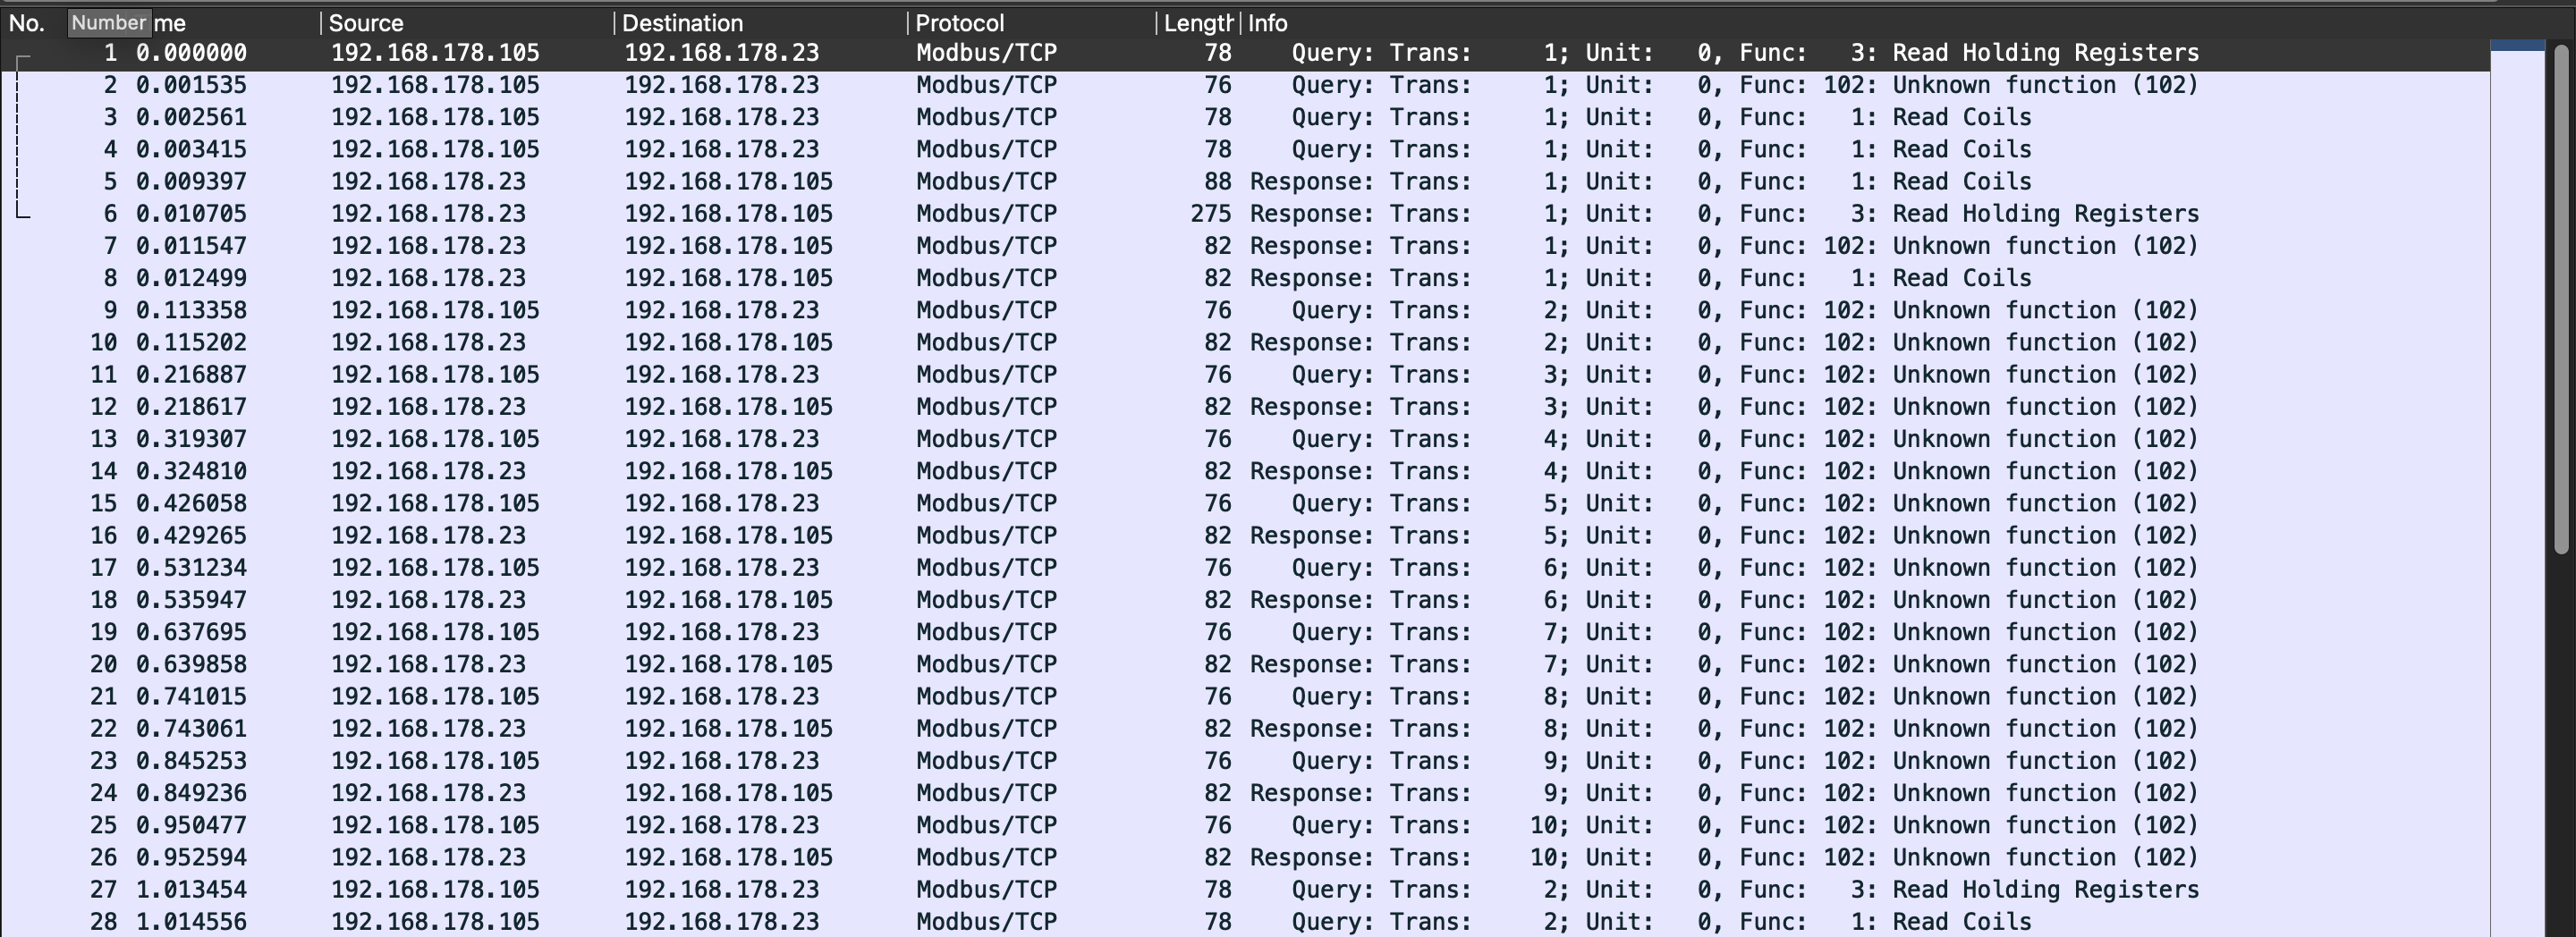 No. Number me Source Destination Protocol Length Info
1 0.000000 192.168.178.105 192.168.178.23 Modbus/TCP 78 Query: Trans: 1; Unit: 0, Func: 3: Read Holding Registers
2 0.001535 192.168.178.105 192.168.178.23 Modbus/TCP 76 Query: Trans: 1; Unit: 0, Func: 102: Unknown function (102)
3 0.002561 192.168.178.105 192.168.178.23 Modbus/TCP 78 Query: Trans: 1; Unit: 0, Func: 1: Read Coils
4 0.003415 192.168.178.105 192.168.178.23 Modbus/TCP 78 Query: Trans: 1; Unit: 0, Func: 1: Read Coils
5 0.009397 192.168.178.23 192.168.178.105 Modbus/TCP 88 Response: Trans: 1; Unit: 0, Func: 1: Read Coils
6 0.010705 192.168.178.23 192.168.178.105 Modbus/TCP 275 Response: Trans: 1; Unit: 0, Func: 3: Read Holding Registers
7 0.011547 192.168.178.23 192.168.178.105 Modbus/TCP 82 Response: Trans: 1; Unit: 0, Func: 102: Unknown function (102)
8 0.012499 192.168.178.23 192.168.178.105 Modbus/TCP 82 Response: Trans: 1; Unit: 0, Func: 1: Read Coils
9 0.113358 192.168.178.105 192.168.178.23 Modbus/TCP 76 Query: Trans: 2; Unit: 0, Func: 102: Unknown function (102)
10 0.115202 192.168.178.23 192.168.178.105 Modbus/TCP 82 Response: Trans: 2; Unit: 0, Func: 102: Unknown function (102)
11 0.216887 192.168.178.105 192.168.178.23 Modbus/TCP 76 Query: Trans: 3; Unit: 0, Func: 102: Unknown function (102)
12 0.218617 192.168.178.23 192.168.178.105 Modbus/TCP 82 Response: Trans: 3; Unit: 0, Func: 102: Unknown function (102)
13 0.319307 192.168.178.105 192.168.178.23 Modbus/TCP 76 Query: Trans: 4; Unit: 0, Func: 102: Unknown function (102)
14 0.324810 192.168.178.23 192.168.178.105 Modbus/TCP 82 Response: Trans: 4; Unit: 0, Func: 102: Unknown function (102)
15 0.426058 192.168.178.105 192.168.178.23 Modbus/TCP 76 Query: Trans: 5; Unit: 0, Func: 102: Unknown function (102)
16 0.429265 192.168.178.23 192.168.178.105 Modbus/TCP 82 Response: Trans: 5; Unit: 0, Func: 102: Unknown function (102)
17 0.531234 192.168.178.105 192.168.178.23 Modbus/TCP 76 Query: Trans: 6; Unit: 0, Func: 102: Unknown function (102)
18 0.535947 192.168.178.23 192.168.178.105 Modbus/TCP 82 Response: Trans: 6; Unit: 0, Func: 102: Unknown function (102)
19 0.637695 192.168.178.105 192.168.178.23 Modbus/TCP 76 Query: Trans: 7; Unit: 0, Func: 102: Unknown function (102)
20 0.639858 192.168.178.23 192.168.178.105 Modbus/TCP 82 Response: Trans: 7; Unit: 0, Func: 102: Unknown function (102)
21 0.741015 192.168.178.105 192.168.178.23 Modbus/TCP 76 Query: Trans: 8; Unit: 0, Func: 102: Unknown function (102)
22 0.743061 192.168.178.23 192.168.178.105 Modbus/TCP 82 Response: Trans: 8; Unit: 0, Func: 102: Unknown function (102)
23 0.845253 192.168.178.105 192.168.178.23 Modbus/TCP 76 Query: Trans: 9; Unit: 0, Func: 102: Unknown function (102)
24 0.849236 192.168.178.23 192.168.178.105 Modbus/TCP 82 Response: Trans: 9; Unit: 0, Func: 102: Unknown function (102)
25 0.950477 192.168.178.105 192.168.178.23 Modbus/TCP 76 Query: Trans: 10; Unit: 0, Func: 102: Unknown function (102)
26 0.952594 192.168.178.23 192.168.178.105 Modbus/TCP 82 Response: Trans: 10; Unit: 0, Func: 102: Unknown function (102)
27 1.013454 192.168.178.105 192.168.178.23 Modbus/TCP 78 Query: Trans: 2; Unit: 0, Func: 3: Read Holding Registers
28 1.014556 192.168.178.105 192.168.178.23 Modbus/TCP 78 Query: Trans: 2; Unit: 0, Func: 1: Read Coils